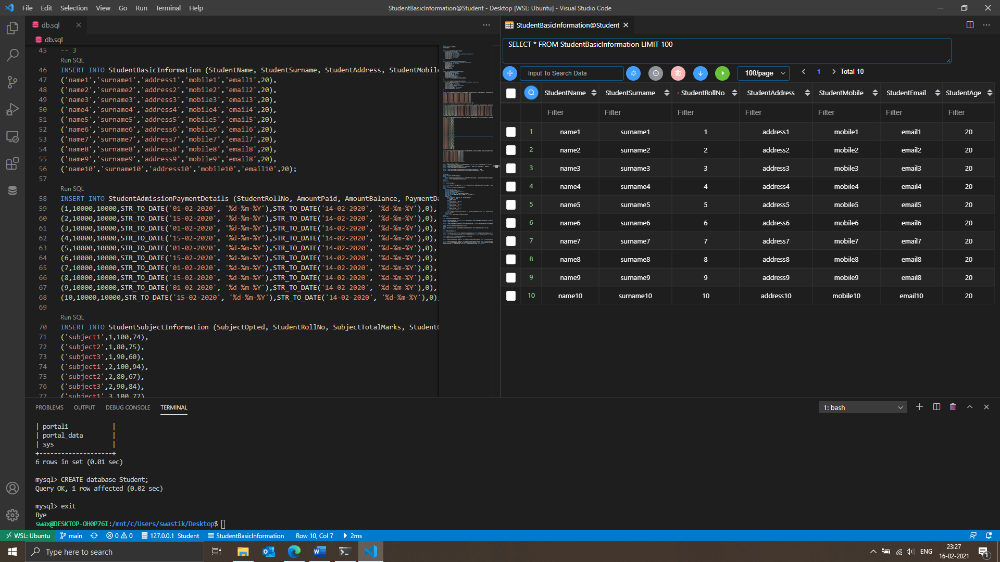 File Edit Selection View Go Run Terminal Help
StudentBasicInformation@Student - Desktop [WSL: Ubuntu] - Visual Studio Code
db.sql
db.sql
45 -- 3
Run SQL
46 INSERT INTO StudentBasicInformation (StudentName, StudentSurname, StudentAddress, StudentMobile
47 ('name1','surname1','address1','mobile1','email1',20),
48 ('name2','surname2','address2','mobile2','email2',20),
49 ('name3','surname3','address3','mobile3','email3',20),
50 ('name4','surname4','address4','mobile4','email4',20),
51 ('name5','surname5','address5','mobile5','email5',20),
52 ('name6','surname6','address6','mobile6','email6',20),
53 ('name7','surname7','address7','mobile7','email7',20),
54 ('name8','surname8','address8','mobile8','email8',20),
55 ('name9','surname9','address9','mobile9','email8',20),
56 ('name10','surname10','address10','mobile10','email10',20);
57
Run SQL
58 INSERT INTO StudentAdmissionPaymentDetails (StudentRollNo, AmountPaid, AmountBalance, PaymentDa
59 (1,10000,10000,STR_TO_DATE('01-02-2020', '%d-%m-%Y'),STR_TO_DATE('14-02-2020', '%d-%m-%Y'),0),
60 (2,10000,10000,STR_TO_DATE('15-02-2020', '%d-%m-%Y'),STR_TO_DATE('14-02-2020', '%d-%m-%Y'),0),
61 (3,10000,10000,STR_TO_DATE('01-02-2020', '%d-%m-%Y'),STR_TO_DATE('14-02-2020', '%d-%m-%Y'),0),
62 (4,10000,10000,STR_TO_DATE('15-02-2020', '%d-%m-%Y'),STR_TO_DATE('14-02-2020', '%d-%m-%Y'),0),
63 (5,10000,10000,STR_TO_DATE('01-02-2020', '%d-%m-%Y'),STR_TO_DATE('14-02-2020', '%d-%m-%Y'),0),
64 (6,10000,10000,STR_TO_DATE('15-02-2020', '%d-%m-%Y'),STR_TO_DATE('14-02-2020', '%d-%m-%Y'),0),
65 (7,10000,10000,STR_TO_DATE('01-02-2020', '%d-%m-%Y'),STR_TO_DATE('14-02-2020', '%d-%m-%Y'),0),
66 (8,10000,10000,STR_TO_DATE('15-02-2020', '%d-%m-%Y'),STR_TO_DATE('14-02-2020', '%d-%m-%Y'),0),
67 (9,10000,10000,STR_TO_DATE('01-02-2020', '%d-%m-%Y'),STR_TO_DATE('14-02-2020', '%d-%m-%Y'),0),
68 (10,10000,10000,STR_TO_DATE('15-02-2020', '%d-%m-%Y'),STR_TO_DATE('14-02-2020', '%d-%m-%Y'),0)
69
Run SQL
70 INSERT INTO StudentSubjectInformation (SubjectOpted, StudentRollNo, SubjectTotalMarks, StudentO
71 ('subject1',1,100,74),
72 ('subject2',1,80,75),
73 ('subject3',1,90,60),
74 ('subject1',2,100,94),
75 ('subject2',2,80,67),
76 ('subject3',2,90,84),
77 ('subject1',3,100,77)
StudentBasicInformation@Student
SELECT * FROM StudentBasicInformation LIMIT 100
Input To Search Data 100/page 1 Total 10
StudentName StudentSurname * StudentRollNo StudentAddress StudentMobile StudentEmail StudentAge
Filter Filter Filter Filter Filter Filter Filter
1 name1 surname1 1 address1 mobile1 email1 20
2 name2 surname2 2 address2 mobile2 email2 20
3 name3 surname3 3 address3 mobile3 email3 20
4 name4 surname4 4 address4 mobile4 email4 20
5 name5 surname5 5 address5 mobile5 email5 20
6 name6 surname6 6 address6 mobile6 email6 20
7 name7 surname7 7 address7 mobile7 email7 20
8 name8 surname8 8 address8 mobile8 email8 20
9 name9 surname9 9 address9 mobile9 email8 20
10 name10 surname10 10 address10 mobile10 email10 20
PROBLEMS OUTPUT DEBUG CONSOLE TERMINAL
1: bash
| portal1 |
| portal_data |
| sys |
+--------------------+
6 rows in set (0.01 sec)
mysql> CREATE database Student;
Query OK, 1 row affected (0.02 sec)
mysql> exit
Bye
swax@DESKTOP-OH0P76I:/mnt/c/Users/swastik/Desktop$
WSL: Ubuntu main 0 0 127.0.0.1 Student StudentBasicInformation Row 10, Col 7 2ms
Type here to search
ENG
23:27
16-02-2021
1